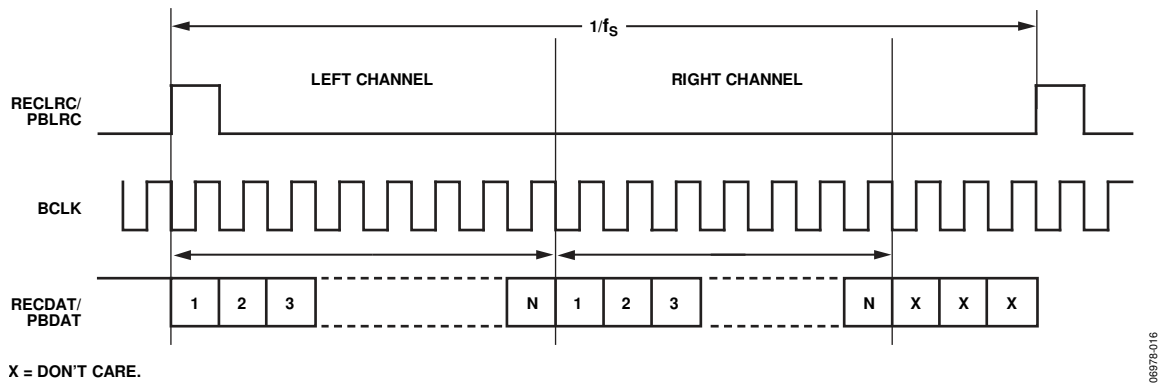 1/fS
LEFT CHANNEL
RIGHT CHANNEL
RECLRC/
PBLRC
BCLK
RECDAT/
PBDAT
1 2 3 N 1 2 3 N X X X
X = DON'T CARE.
06978-016